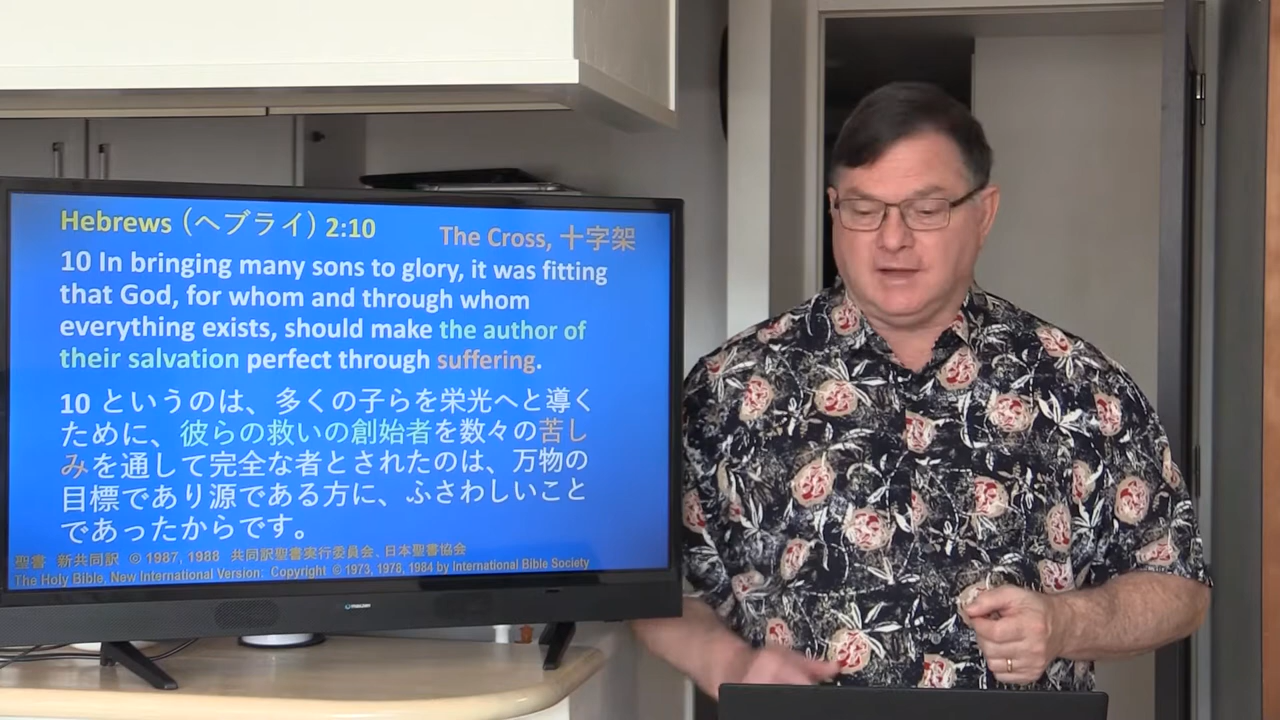 Hebrews（ヘブライ）2:10
The Cross, 十字架
10 In bringing many sons to glory, it was fitting
that God, for whom and through whom
everything exists, should make the author of
their salvation perfect through suffering.
10 というのは、多くの子らを栄光へと導く
ために、彼らの救いの創始者を数々の苦し
みを通して完全な者とされたのは、万物の
目標であり源である方に、ふさわしいこと
であったからです。
聖書 新共同訳 © 1987, 1988 共同訳聖書実行委員会、日本聖書協会
The Holy Bible, New International Version: Copyright © 1973, 1978, 1984 by International Bible Society